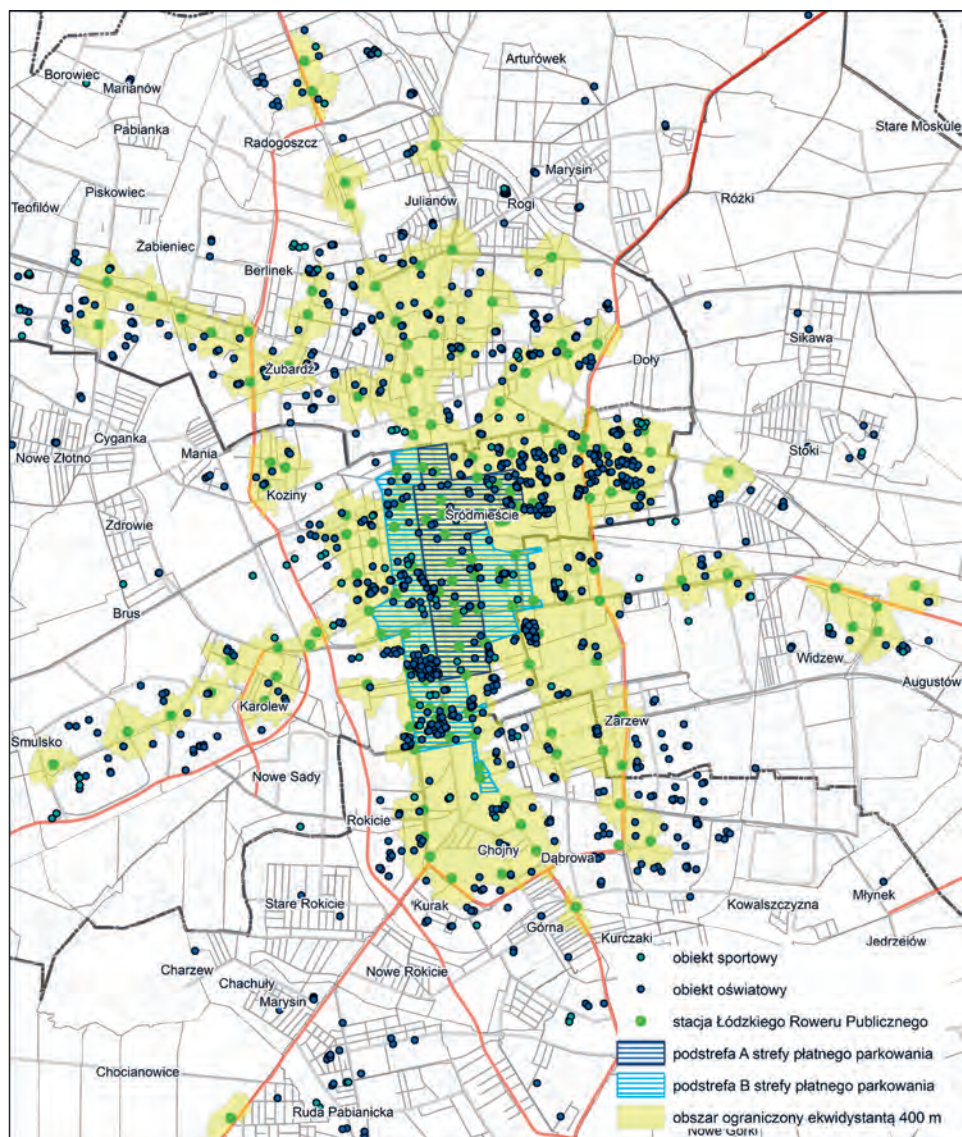 Arturówek
Borowiec
Marianów
Pabianka
Radogoszcz
Stare Moskule
Marysin
Piskowiec
Rogi
Różki
Teofilów
Julianów
Żabieniec
Berlinek
Sikawa
Doły
Żubardź
Cyganka
Nowe Złotno
Mania
Stoki
Koziny
Śródmieście
Zdrowie
Brus
Widzew
Augustów
Karolew
Zarzew
Smulsko
Nowe Sady
Rokicie
Chojny
Dąbrowa
Młynek
Stare Rokicie
Kurak
Kowalszczyzna
Górna
Kurczaki
Jedrzeiów
Charzew
Nowe Rokicie
Chachuły
Marysin
Chocianowice
Ruda Pabianicka
obiekt sportowy
obiekt oświatowy
stacja Łódzkiego Roweru Publicznego
podstrefa A strefy płatnego parkowania
podstrefa B strefy płatnego parkowania
obszar ograniczony ekwidystantą 400 m
Nowe Górki